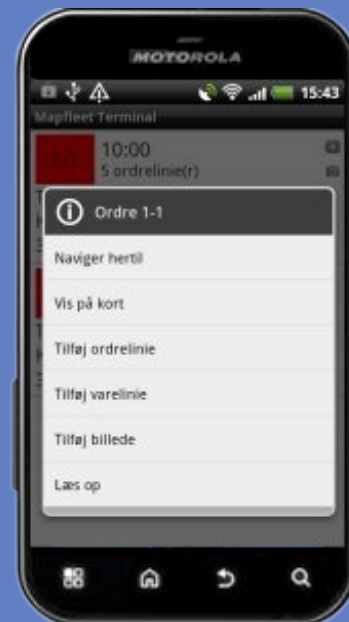 MOTOROLA
15:43
Mapfleet Terminal
10:00
5 ordrelinie(r)
Ordre 1-1
Naviger hertil
Vis på kort
Tilføj ordrelinie
Tilføj varelinie
Tilføj billede
Læs op